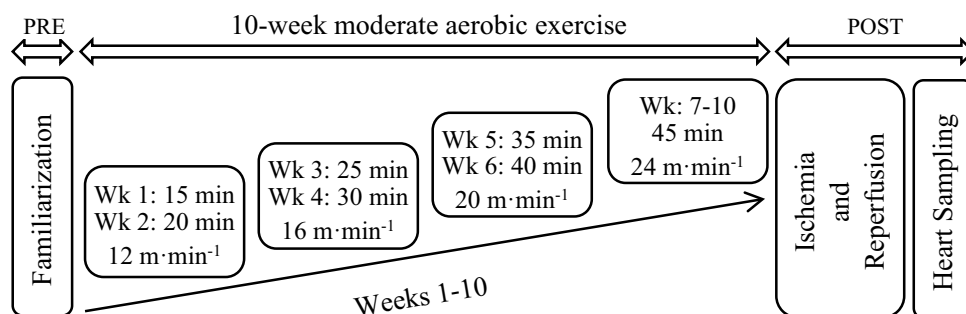 PRE
10-week moderate aerobic exercise
POST
Familiarization
Wk 1: 15 min
Wk 2: 20 min
12 m·min⁻¹
Wk 3: 25 min
Wk 4: 30 min
16 m·min⁻¹
Wk 5: 35 min
Wk 6: 40 min
20 m·min⁻¹
Wk: 7-10
45 min
24 m·min⁻¹
Weeks 1-10
Ischemia
and
Reperfusion
Heart Sampling